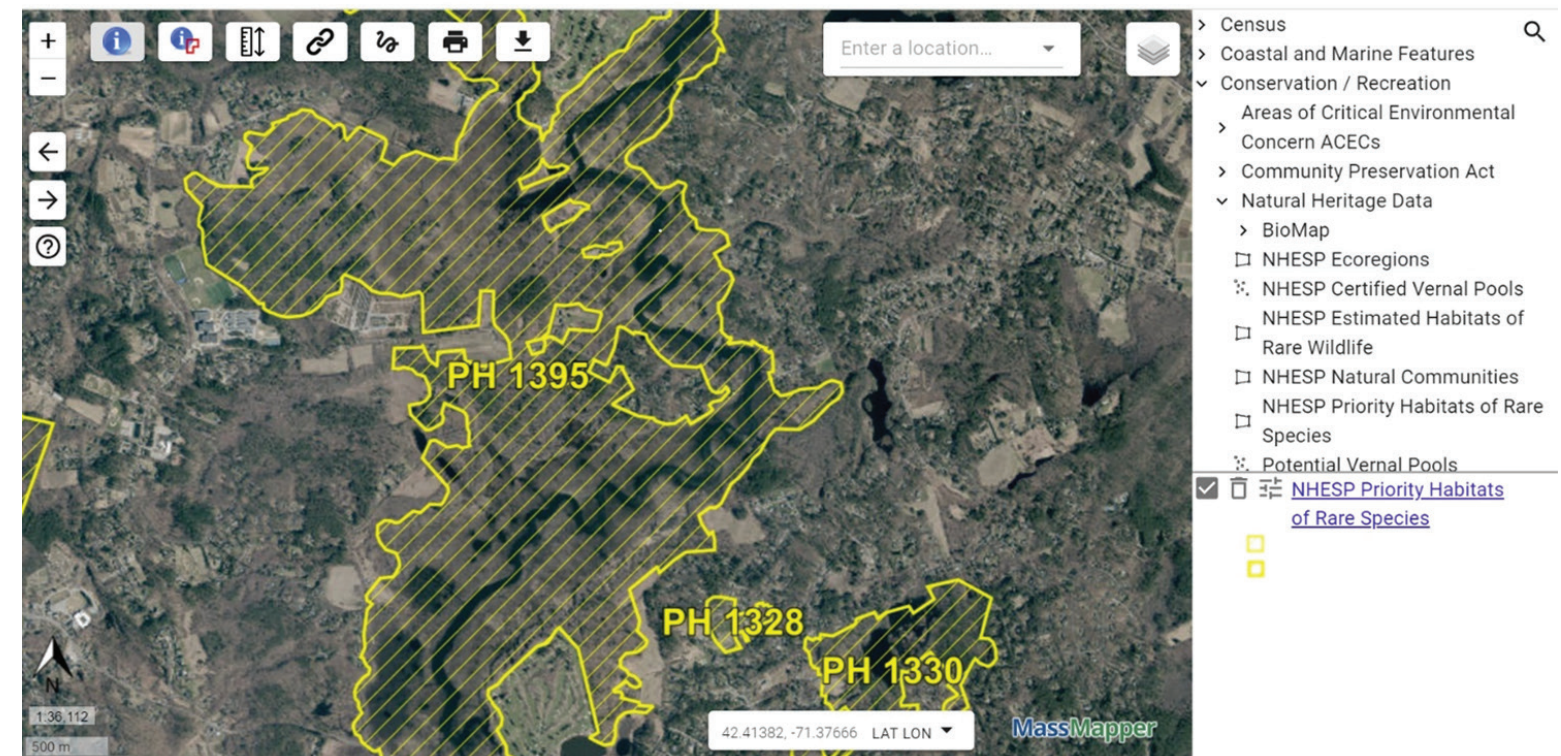 Enter a location...
PH 1395
PH 1328
PH 1330
N
1:36,112
500 m
42.41382, -71.37666 LAT LON
MassMapper
Census
Coastal and Marine Features
Conservation / Recreation
Areas of Critical Environmental
Concern ACECs
Community Preservation Act
Natural Heritage Data
BioMap
NHESP Ecoregions
NHESP Certified Vernal Pools
NHESP Estimated Habitats of
Rare Wildlife
NHESP Natural Communities
NHESP Priority Habitats of Rare
Species
Potential Vernal Pools
NHESP Priority Habitats
of Rare Species